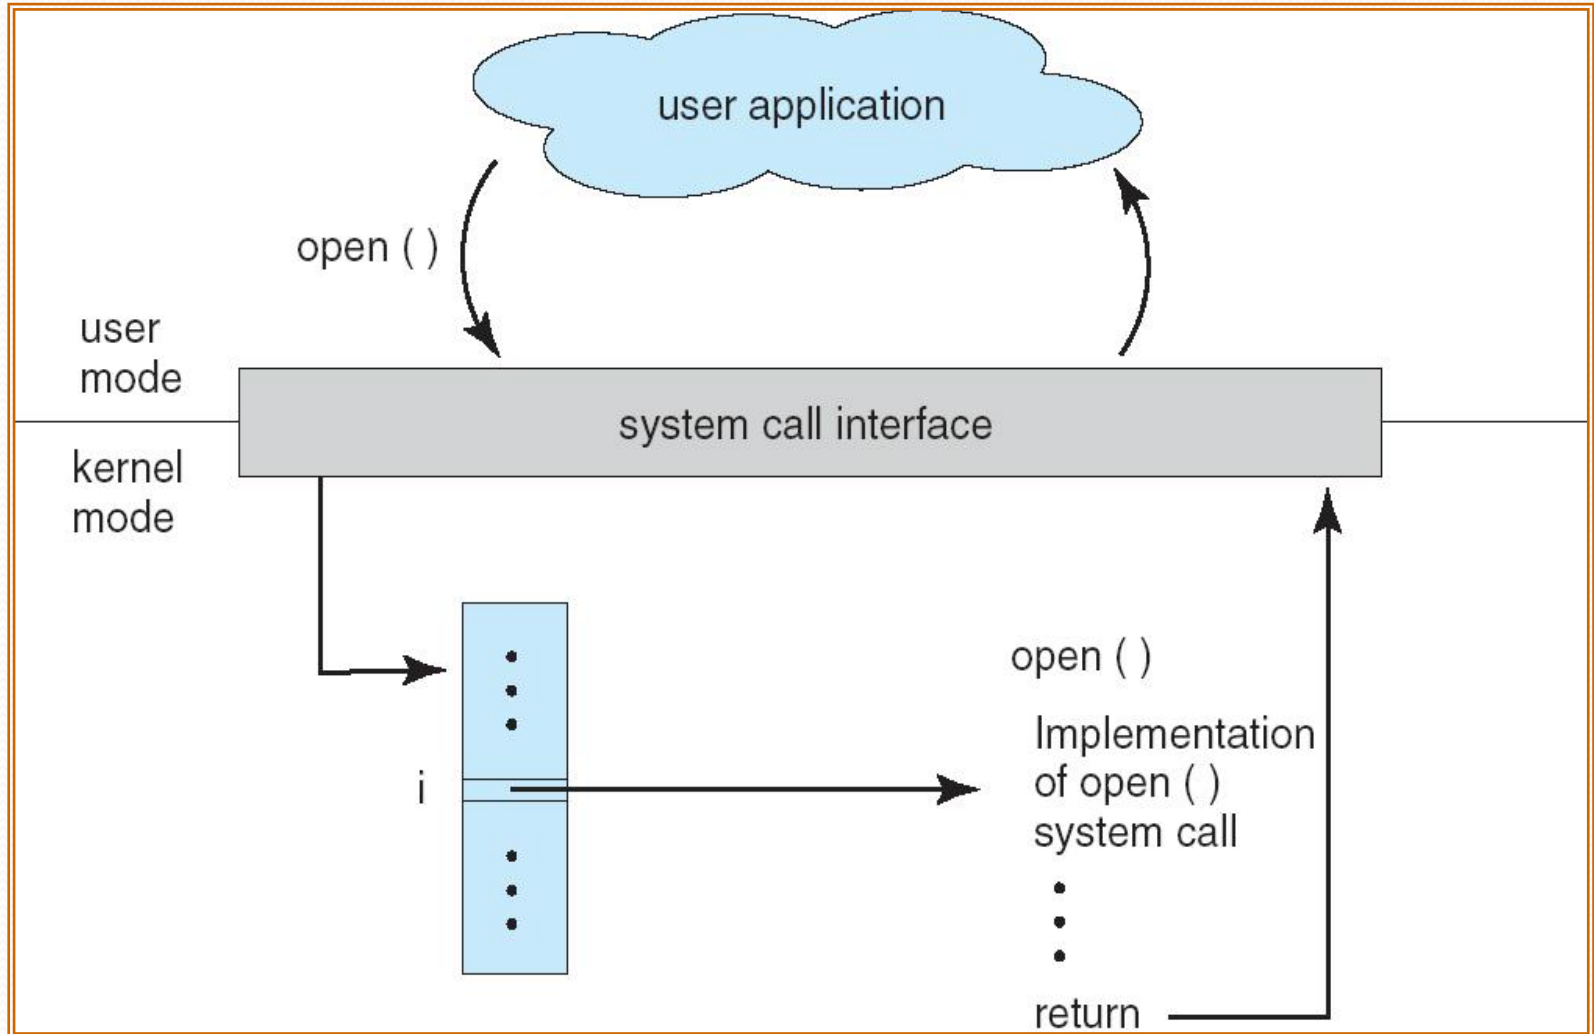 user application
open ( )
user
mode
system call interface
kernel
mode
open ( )
Implementation
of open ( )
system call
i
return